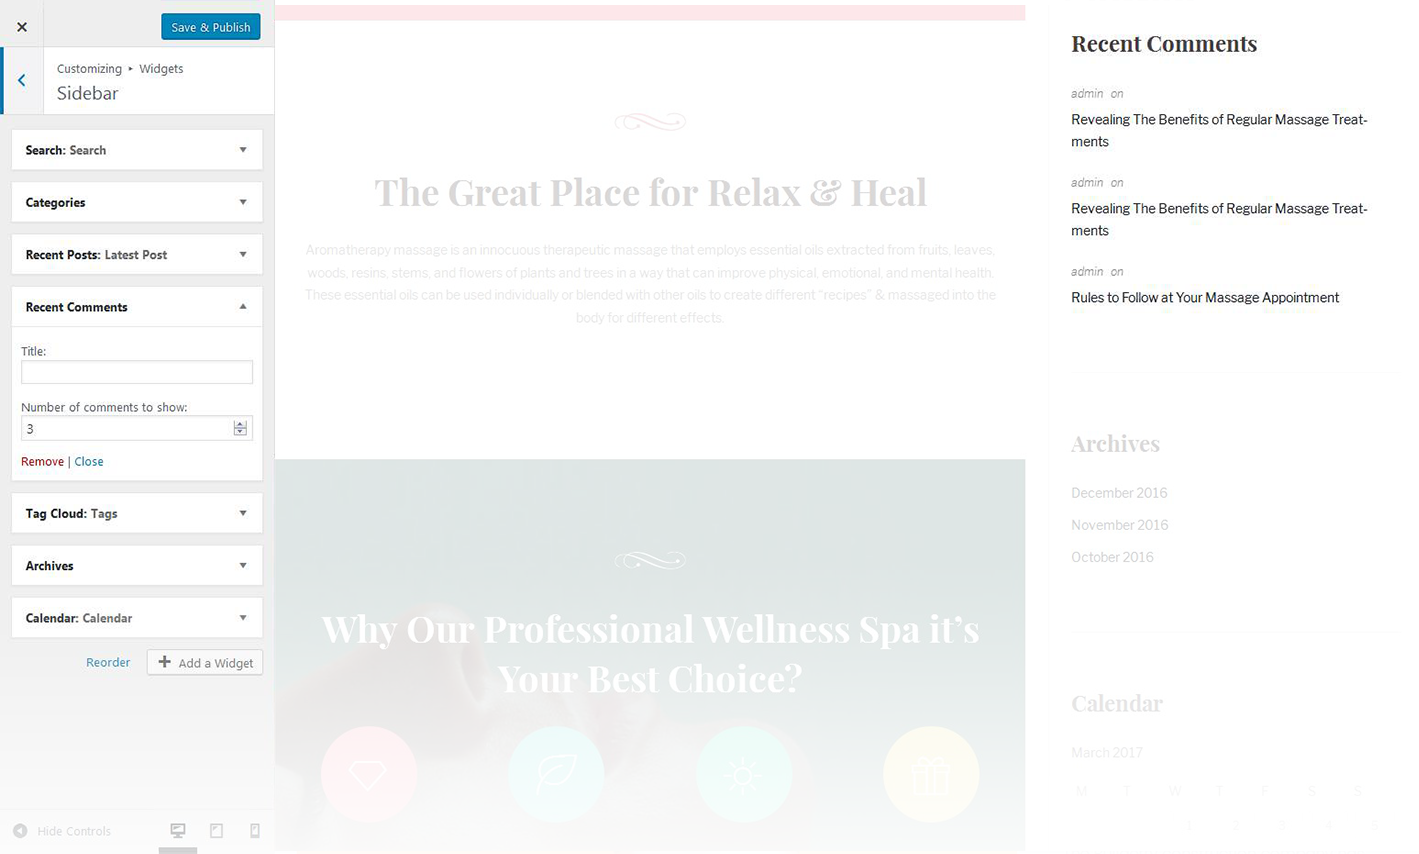 Save & Publish
Customizing ▸ Widgets
Sidebar
Search: Search
Categories
Recent Posts: Latest Post
Recent Comments
Title:
Number of comments to show:
3
Remove | Close
Tag Cloud: Tags
Archives
Calendar: Calendar
Reorder
Add a Widget
Hide Controls
The Great Place for Relax & Heal
Aromatherapy massage is an innocuous therapeutic massage that employs essential oils extracted from fruits, leaves,
woods, resins, stems, and flowers of plants and trees in a way that can improve physical, emotional, and mental health.
These essential oils can be used individually or blended with other oils to create different “recipes” & massaged into the
body for different effects.
Why Our Professional Wellness Spa it’s
Your Best Choice?
Recent Comments
admin on
Revealing The Benefits of Regular Massage Treat-
ments
admin on
Revealing The Benefits of Regular Massage Treat-
ments
admin on
Rules to Follow at Your Massage Appointment
Archives
December 2016
November 2016
October 2016
Calendar
March 2017
M T W T F S S
1 2 3 4 5